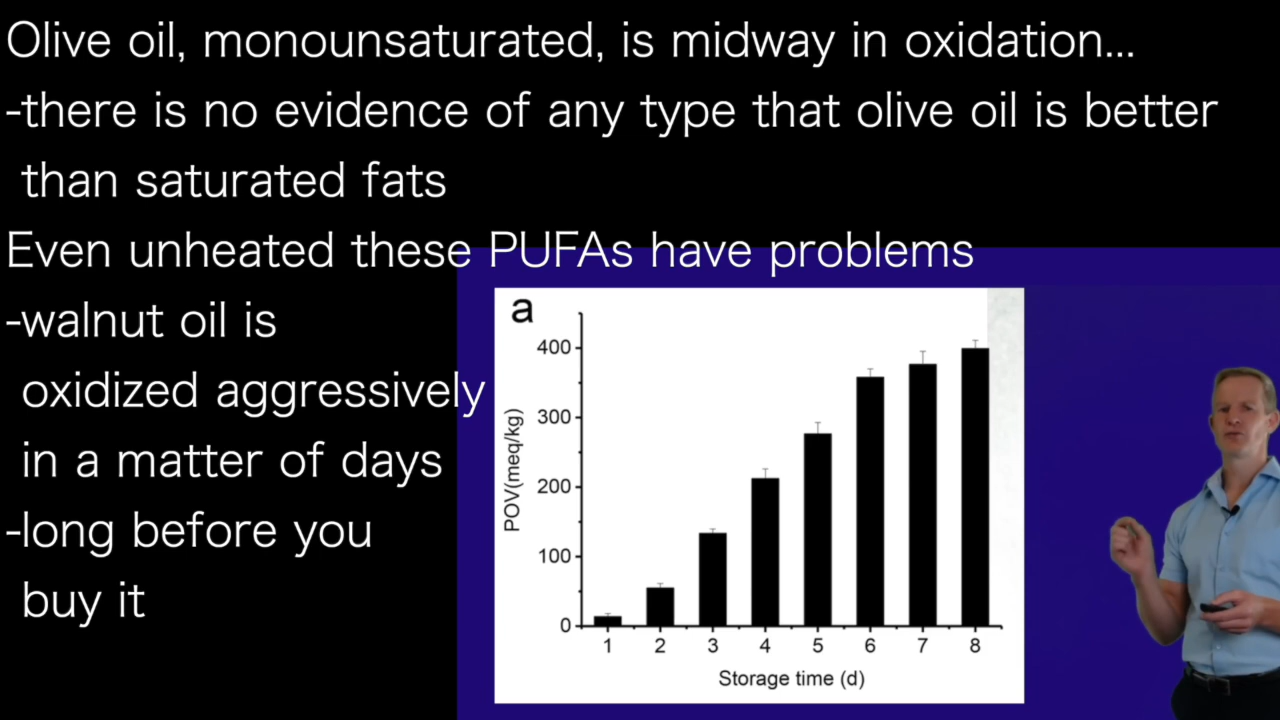 Olive oil, monounsaturated, is midway in oxidation...
-there is no evidence of any type that olive oil is better
than saturated fats
Even unheated these PUFAs have problems
-walnut oil is
oxidized aggressively
in a matter of days
-long before you
buy it
a
POV(meq/kg)
400
300
200
100
0
1 2 3 4 5 6 7 8
Storage time (d)